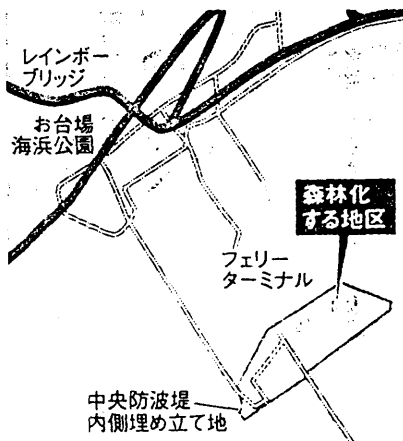 レインボー
ブリッジ
お台場
海浜公園
森林化
する地区
フェリー
ターミナル
中央防波堤
内側埋め立て地